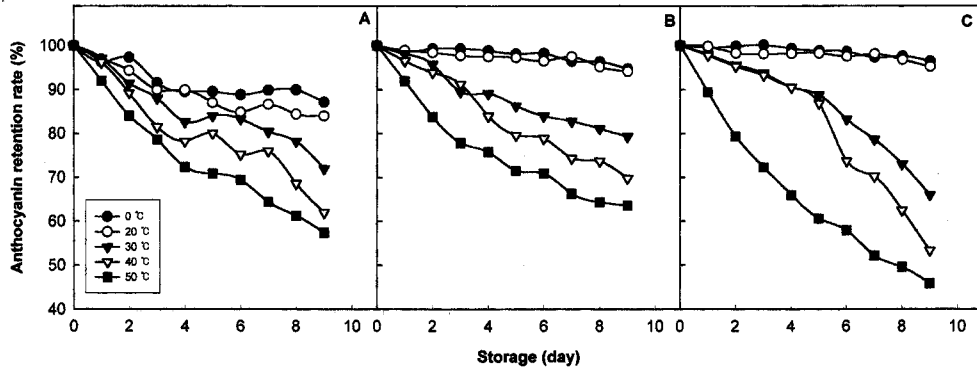 A
B
C
Anthocyanin retention rate (%)
100
90
80
70
60
50
40
0 ℃
20 ℃
30 ℃
40 ℃
50 ℃
0 2 4 6 8 10
0 2 4 6 8 10
0 2 4 6 8 10
Storage (day)